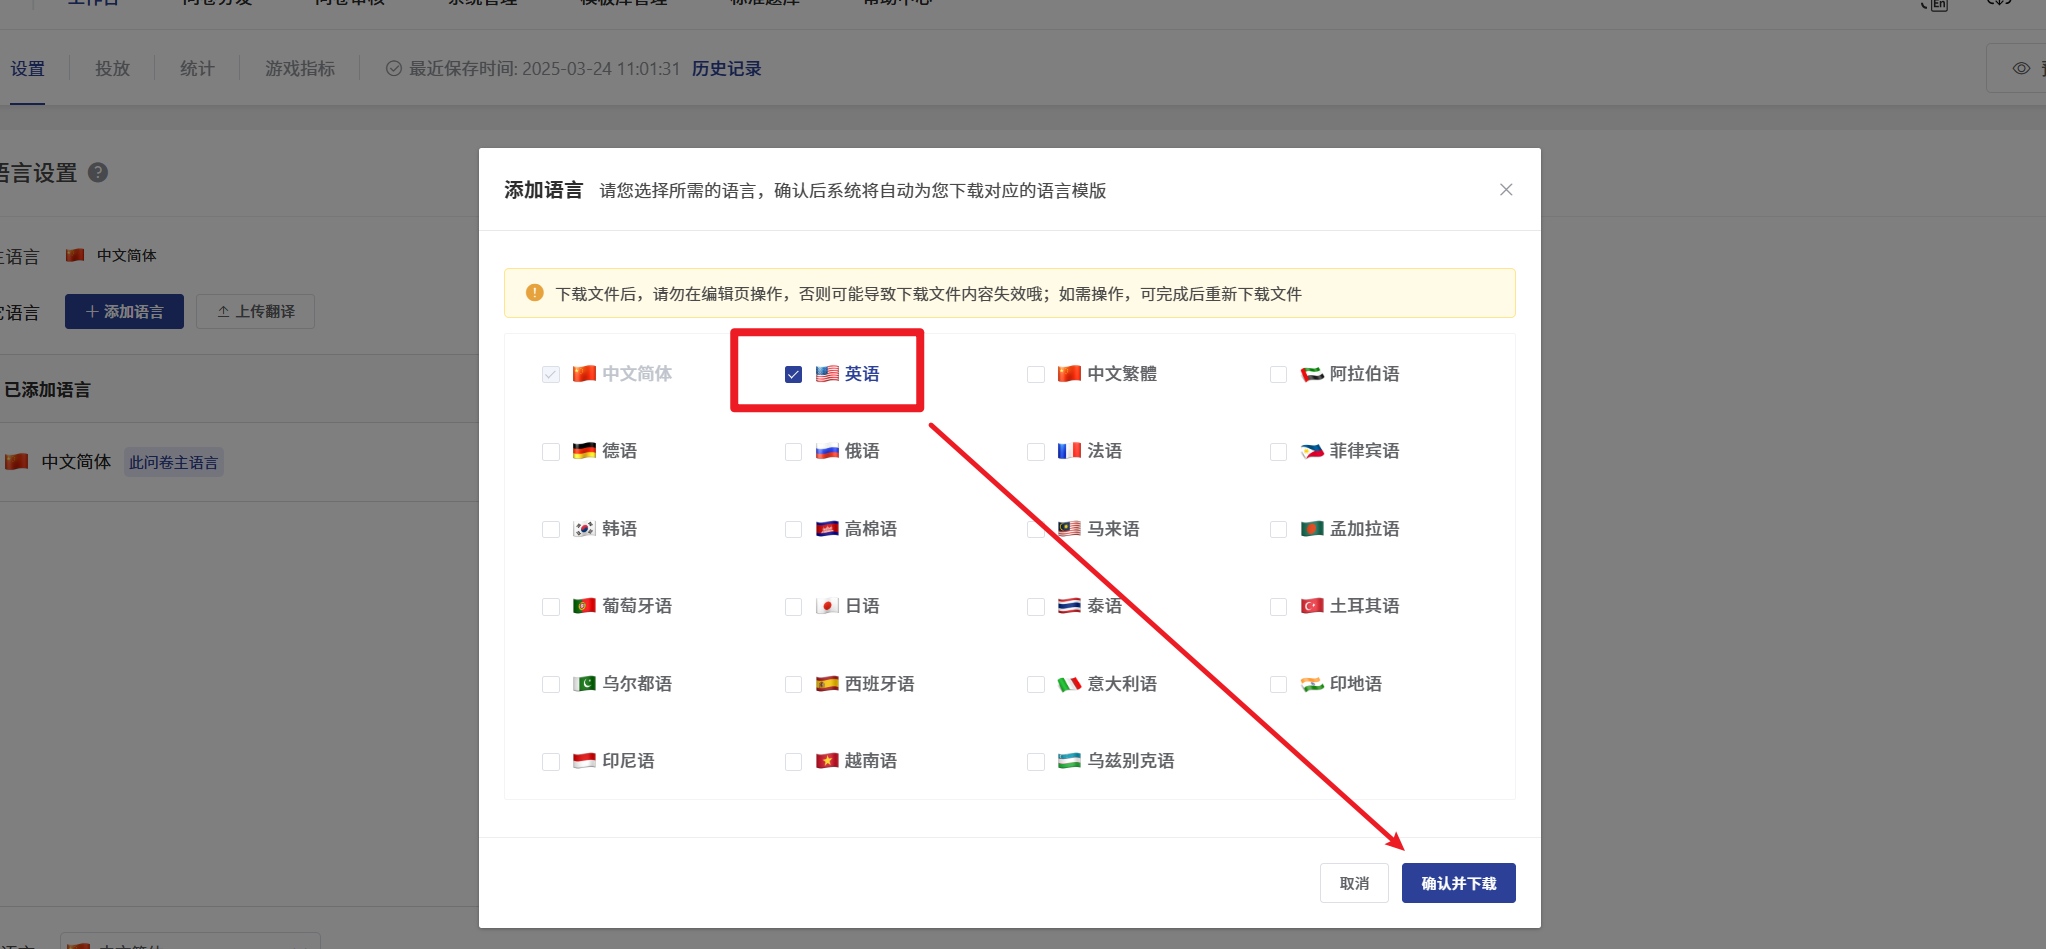 工作台 问卷分发 问卷审核 系统管理 模板库管理 标准题库 帮助中心 En
设置 投放 统计 游戏指标 最近保存时间: 2025-03-24 11:01:31 历史记录
语言设置
添加语言 请您选择所需的语言，确认后系统将自动为您下载对应的语言模版
下载文件后，请勿在编辑页操作，否则可能导致下载文件内容失效哦；如需操作，可完成后重新下载文件
主语言 中文简体
语言 添加语言 上传翻译
已添加语言
中文简体 此问卷主语言
中文简体 英语 中文繁體 阿拉伯语
德语 俄语 法语 菲律宾语
韩语 高棉语 马来语 孟加拉语
葡萄牙语 日语 泰语 土耳其语
乌尔都语 西班牙语 意大利语 印地语
印尼语 越南语 乌兹别克语
取消 确认并下载
中文简体